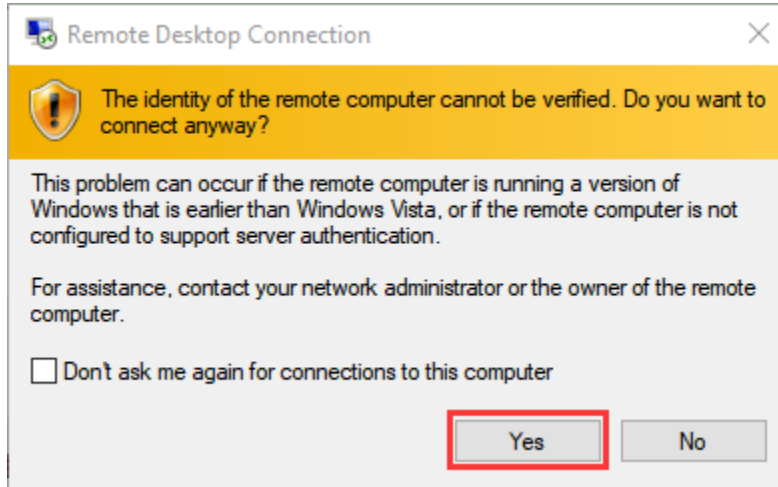 Remote Desktop Connection
The identity of the remote computer cannot be verified. Do you want to
connect anyway?
This problem can occur if the remote computer is running a version of
Windows that is earlier than Windows Vista, or if the remote computer is not
configured to support server authentication.
For assistance, contact your network administrator or the owner of the remote
computer.
Don't ask me again for connections to this computer
Yes No